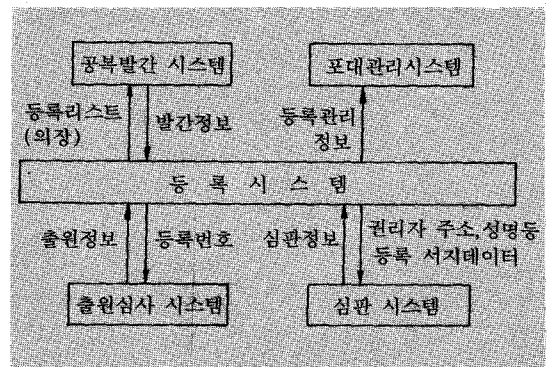 공복발간 시스템
포대관리시스템
등록리스트
(의장)
발간정보
등록관리
정보
등 록 시 스 템
출원정보
등록번호
심판정보
권리자 주소,성명등
등록 서지데이터
출원심사 시스템
심판 시스템